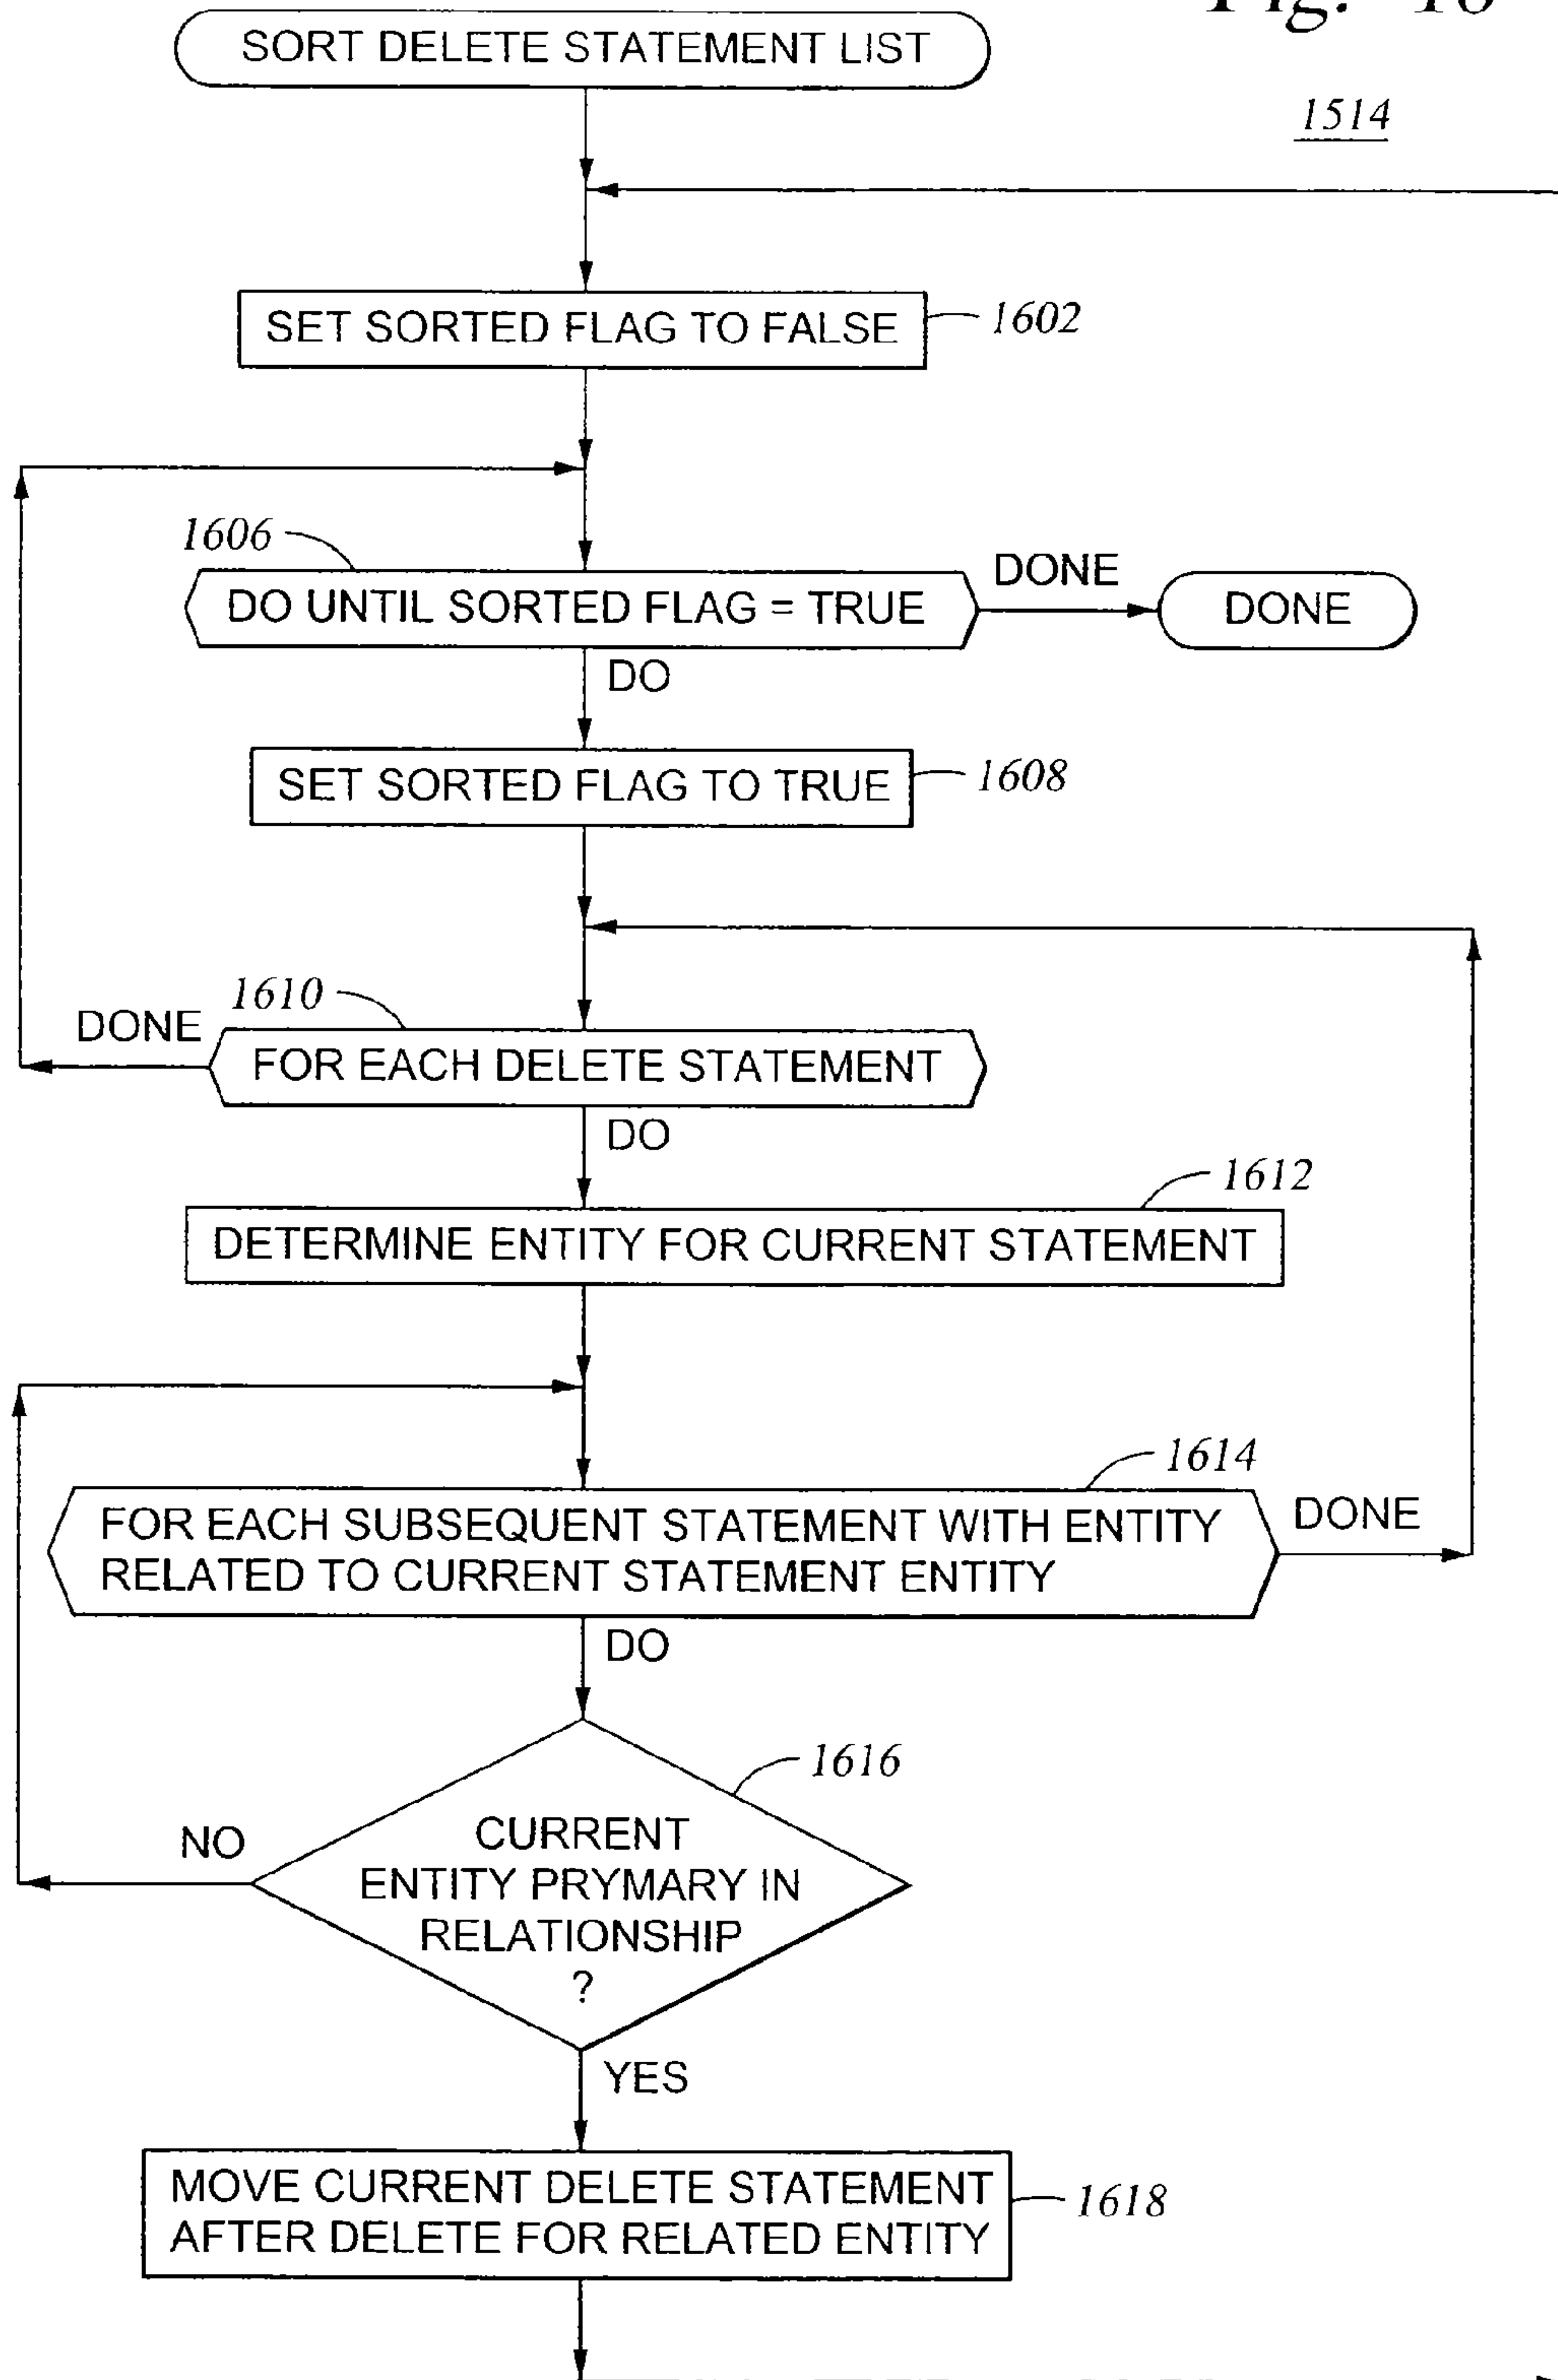 SORT DELETE STATEMENT LIST
1514
SET SORTED FLAG TO FALSE
1602
1606
DO UNTIL SORTED FLAG = TRUE
DONE
DONE
DO
SET SORTED FLAG TO TRUE
1608
1610
DONE
FOR EACH DELETE STATEMENT
DO
1612
DETERMINE ENTITY FOR CURRENT STATEMENT
1614
FOR EACH SUBSEQUENT STATEMENT WITH ENTITY
RELATED TO CURRENT STATEMENT ENTITY
DONE
DO
1616
NO
CURRENT
ENTITY PRYMARY IN
RELATIONSHIP
?
YES
MOVE CURRENT DELETE STATEMENT
AFTER DELETE FOR RELATED ENTITY
1618